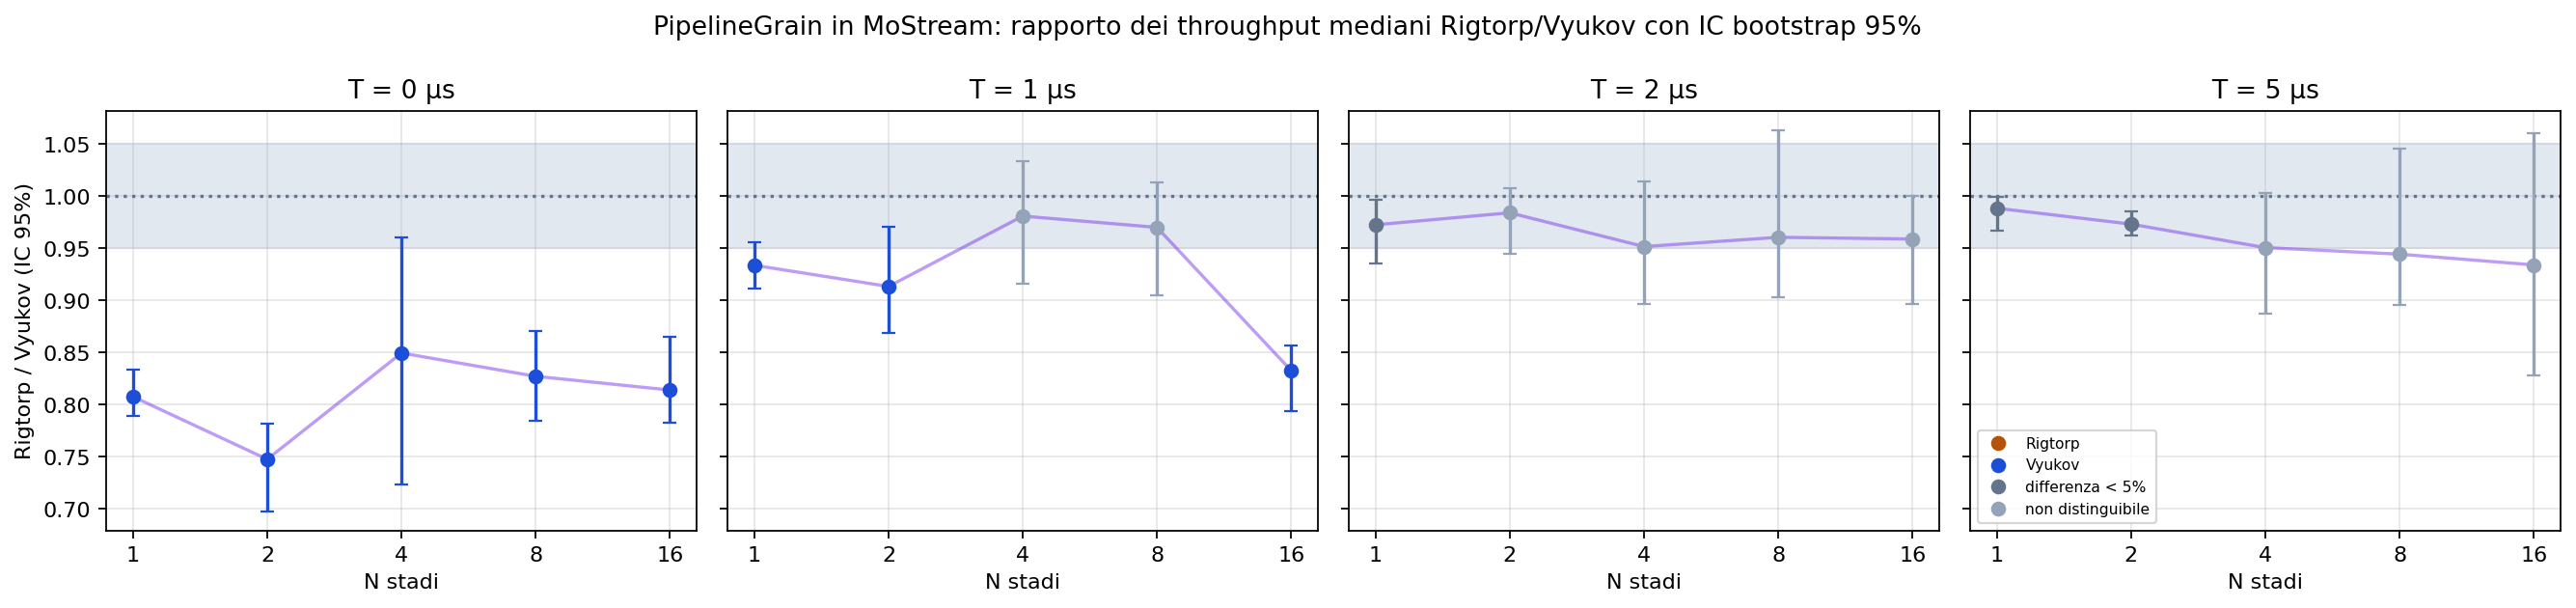 PipelineGrain in MoStream: rapporto dei throughput mediani Rigtorp/Vyukov con IC bootstrap 95%
T = 0 µs
T = 1 µs
T = 2 µs
T = 5 µs
Rigtorp / Vyukov (IC 95%)
1.05
1.00
0.95
0.90
0.85
0.80
0.75
0.70
Rigtorp
Vyukov
differenza < 5%
non distinguibile
1 2 4 8 16
1 2 4 8 16
1 2 4 8 16
1 2 4 8 16
N stadi
N stadi
N stadi
N stadi